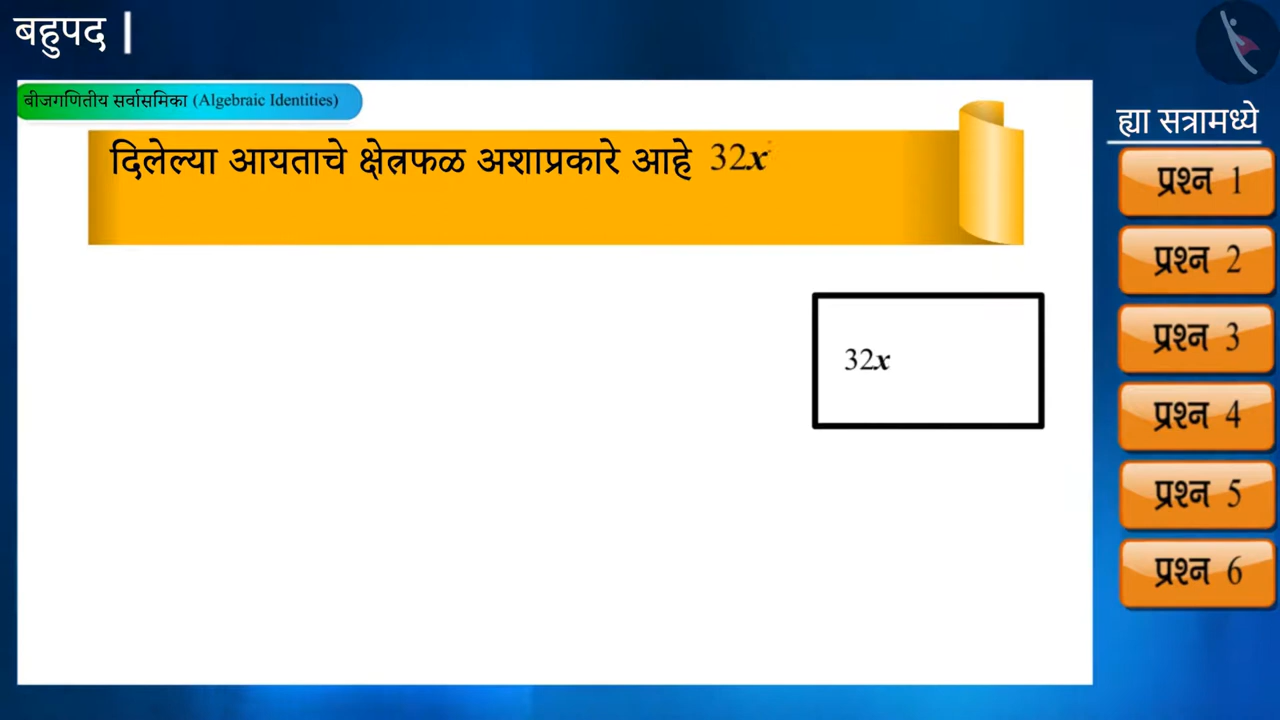 बहुपद |
बीजगणितीय सर्वासमिका (Algebraic Identities)
दिलेल्या आयताचे क्षेत्रफळ अशाप्रकारे आहे 32x
32x
ह्या सत्रामध्ये
प्रश्न 1
प्रश्न 2
प्रश्न 3
प्रश्न 4
प्रश्न 5
प्रश्न 6